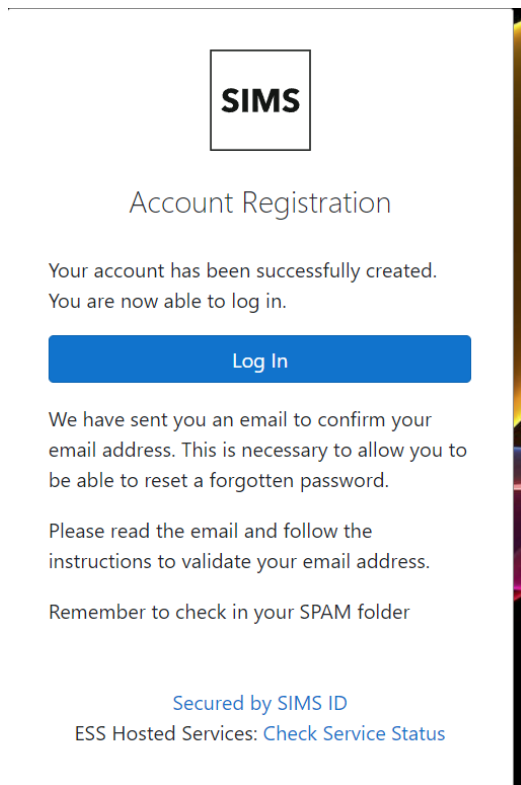 SIMS
Account Registration
Your account has been successfully created.
You are now able to log in.
Log In
We have sent you an email to confirm your
email address. This is necessary to allow you to
be able to reset a forgotten password.
Please read the email and follow the
instructions to validate your email address.
Remember to check in your SPAM folder
Secured by SIMS ID
ESS Hosted Services: Check Service Status